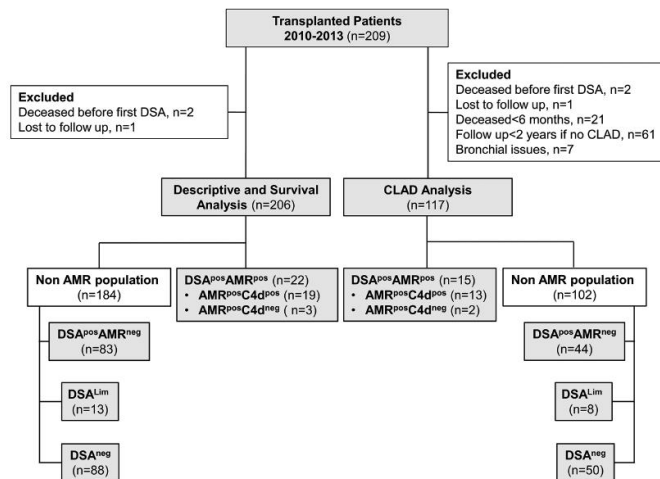 Transplanted Patients
2010-2013 (n=209)
Excluded
Deceased before first DSA, n=2
Lost to follow up, n=1
Excluded
Deceased before first DSA, n=2
Lost to follow up, n=1
Deceased<6 months, n=21
Follow up<2 years if no CLAD, n=61
Bronchial issues, n=7
Descriptive and Survival
Analysis (n=206)
CLAD Analysis
(n=117)
Non AMR population
(n=184)
DSAᵖᵒˢAMRᵖᵒˢ (n=22)
• AMRᵖᵒˢC4dᵖᵒˢ (n=19)
• AMRᵖᵒˢC4dⁿᵉᵍ ( n=3)
DSAᵖᵒˢAMRᵖᵒˢ (n=15)
• AMRᵖᵒˢC4dᵖᵒˢ (n=13)
• AMRᵖᵒˢC4dⁿᵉᵍ (n=2)
Non AMR population
(n=102)
DSAᵖᵒˢAMRⁿᵉᵍ
(n=83)
DSAᴸⁱᵐ
(n=13)
DSAⁿᵉᵍ
(n=88)
DSAᵖᵒˢAMRⁿᵉᵍ
(n=44)
DSAᴸⁱᵐ
(n=8)
DSAⁿᵉᵍ
(n=50)